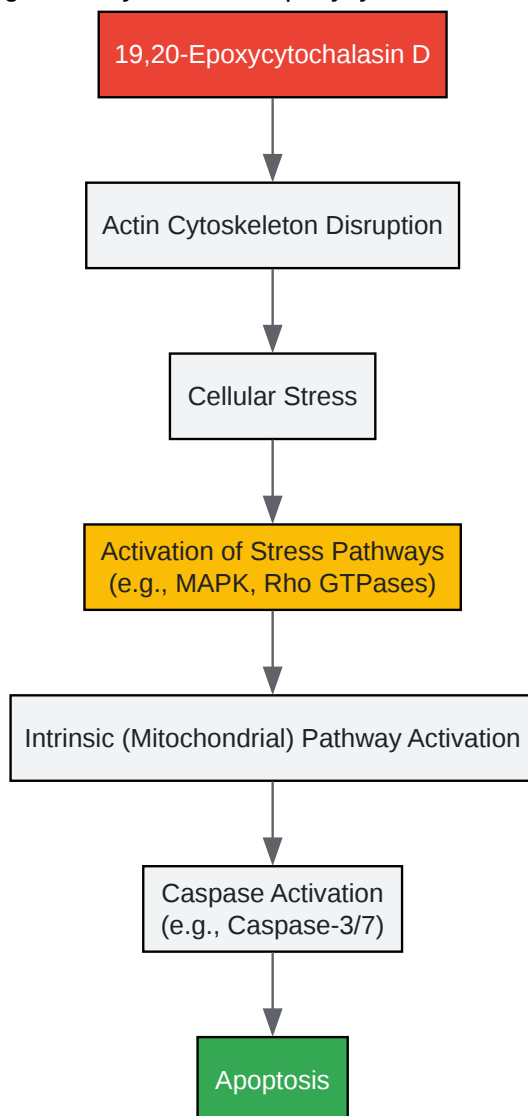 19,20-Epoxycytochalasin D
Actin Cytoskeleton Disruption
Cellular Stress
Activation of Stress Pathways
(e.g., MAPK, Rho GTPases)
Intrinsic (Mitochondrial) Pathway Activation
Caspase Activation
(e.g., Caspase-3/7)
Apoptosis